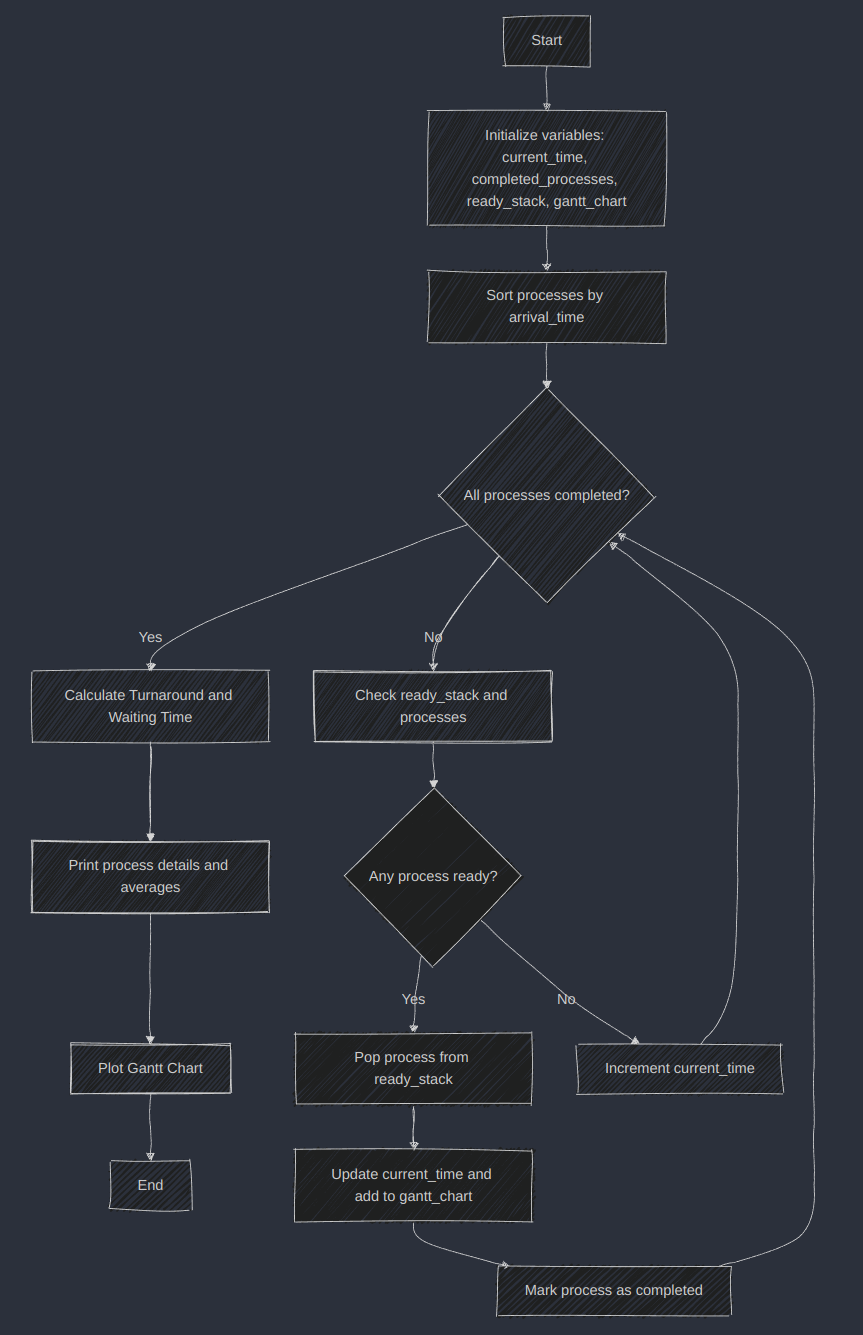 Start
Initialize variables:
current_time,
completed_processes,
ready_stack, gantt_chart
Sort processes by
arrival_time
All processes completed?
Yes
No
Calculate Turnaround and
Waiting Time
Check ready_stack and
processes
Print process details and
averages
Any process ready?
Yes
No
Plot Gantt Chart
Pop process from
ready_stack
Increment current_time
End
Update current_time and
add to gantt_chart
Mark process as completed